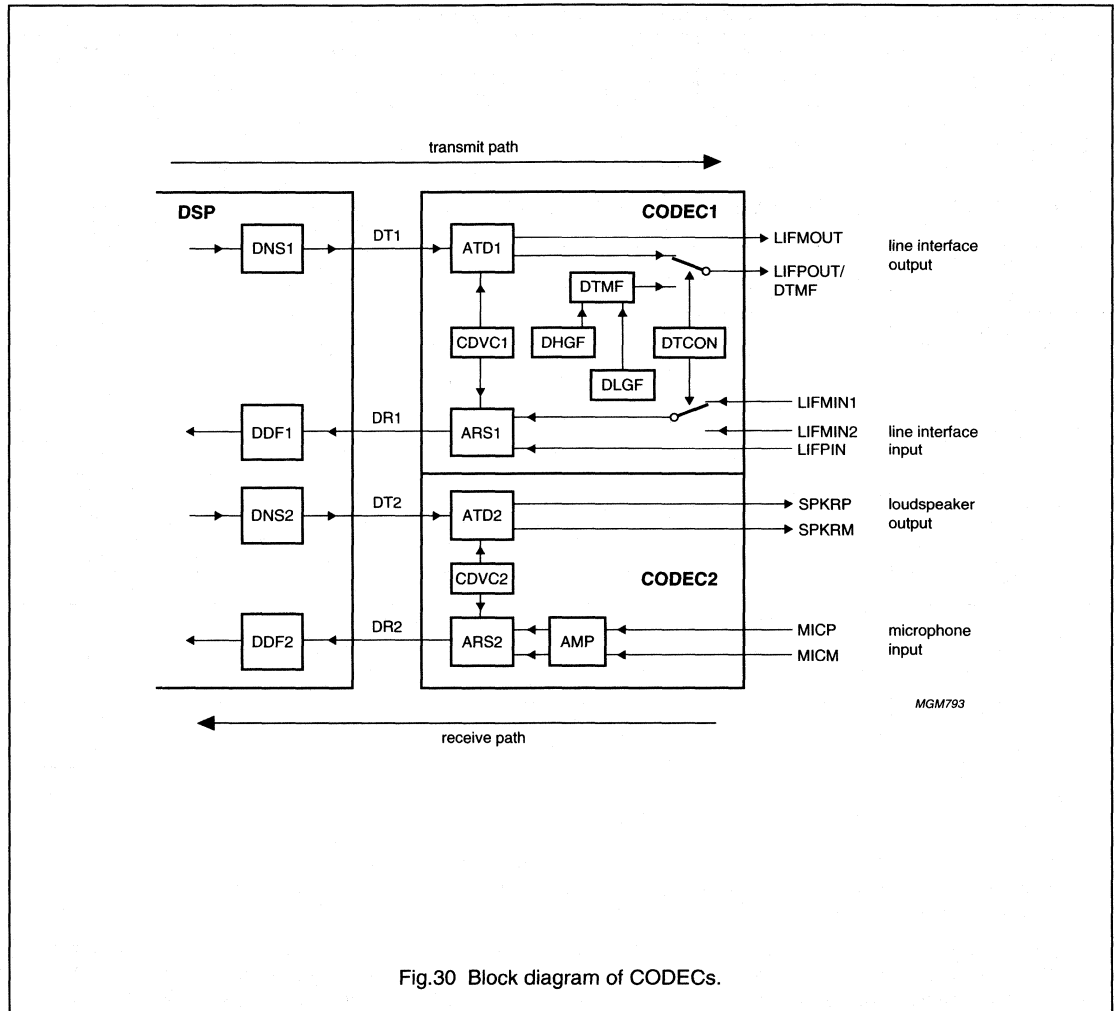 transmit path
DSP
CODEC1
DNS1
DT1
ATD1
LIFMOUT
LIFPOUT/
DTMF
line interface
output
DTMF
CDVC1
DHGF
DTCON
DLGF
DDF1
DR1
ARS1
LIFMIN1
LIFMIN2
LIFPIN
line interface
input
DNS2
DT2
ATD2
SPKRP
SPKRM
loudspeaker
output
CDVC2
CODEC2
DDF2
DR2
ARS2
AMP
MICP
MICM
microphone
input
MGM793
receive path
Fig.30 Block diagram of CODECs.